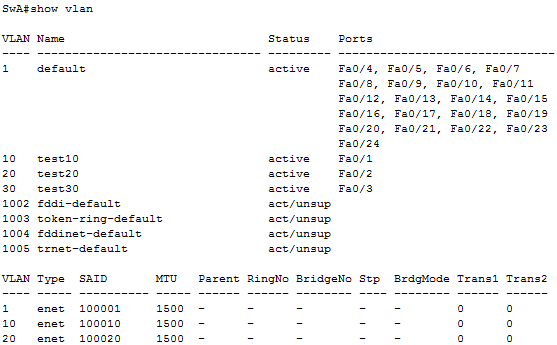 SwA#show vlan
VLAN Name                             Status    Ports
---- -------------------------------- --------- -------------------------------
1    default                          active    Fa0/4, Fa0/5, Fa0/6, Fa0/7
                                                Fa0/8, Fa0/9, Fa0/10, Fa0/11
                                                Fa0/12, Fa0/13, Fa0/14, Fa0/15
                                                Fa0/16, Fa0/17, Fa0/18, Fa0/19
                                                Fa0/20, Fa0/21, Fa0/22, Fa0/23
                                                Fa0/24
10   test10                           active    Fa0/1
20   test20                           active    Fa0/2
30   test30                           active    Fa0/3
1002 fddi-default                     act/unsup
1003 token-ring-default               act/unsup
1004 fddinet-default                  act/unsup
1005 trnet-default                    act/unsup
VLAN Type  SAID       MTU   Parent RingNo BridgeNo Stp  BrdgMode Trans1 Trans2
---- ----- ---------- ----- ------ ------ -------- ---- -------- ------ ------
1    enet  100001     1500  -      -      -        -    -        0      0
10   enet  100010     1500  -      -      -        -    -        0      0
20   enet  100020     1500  -      -      -        -    -        0      0